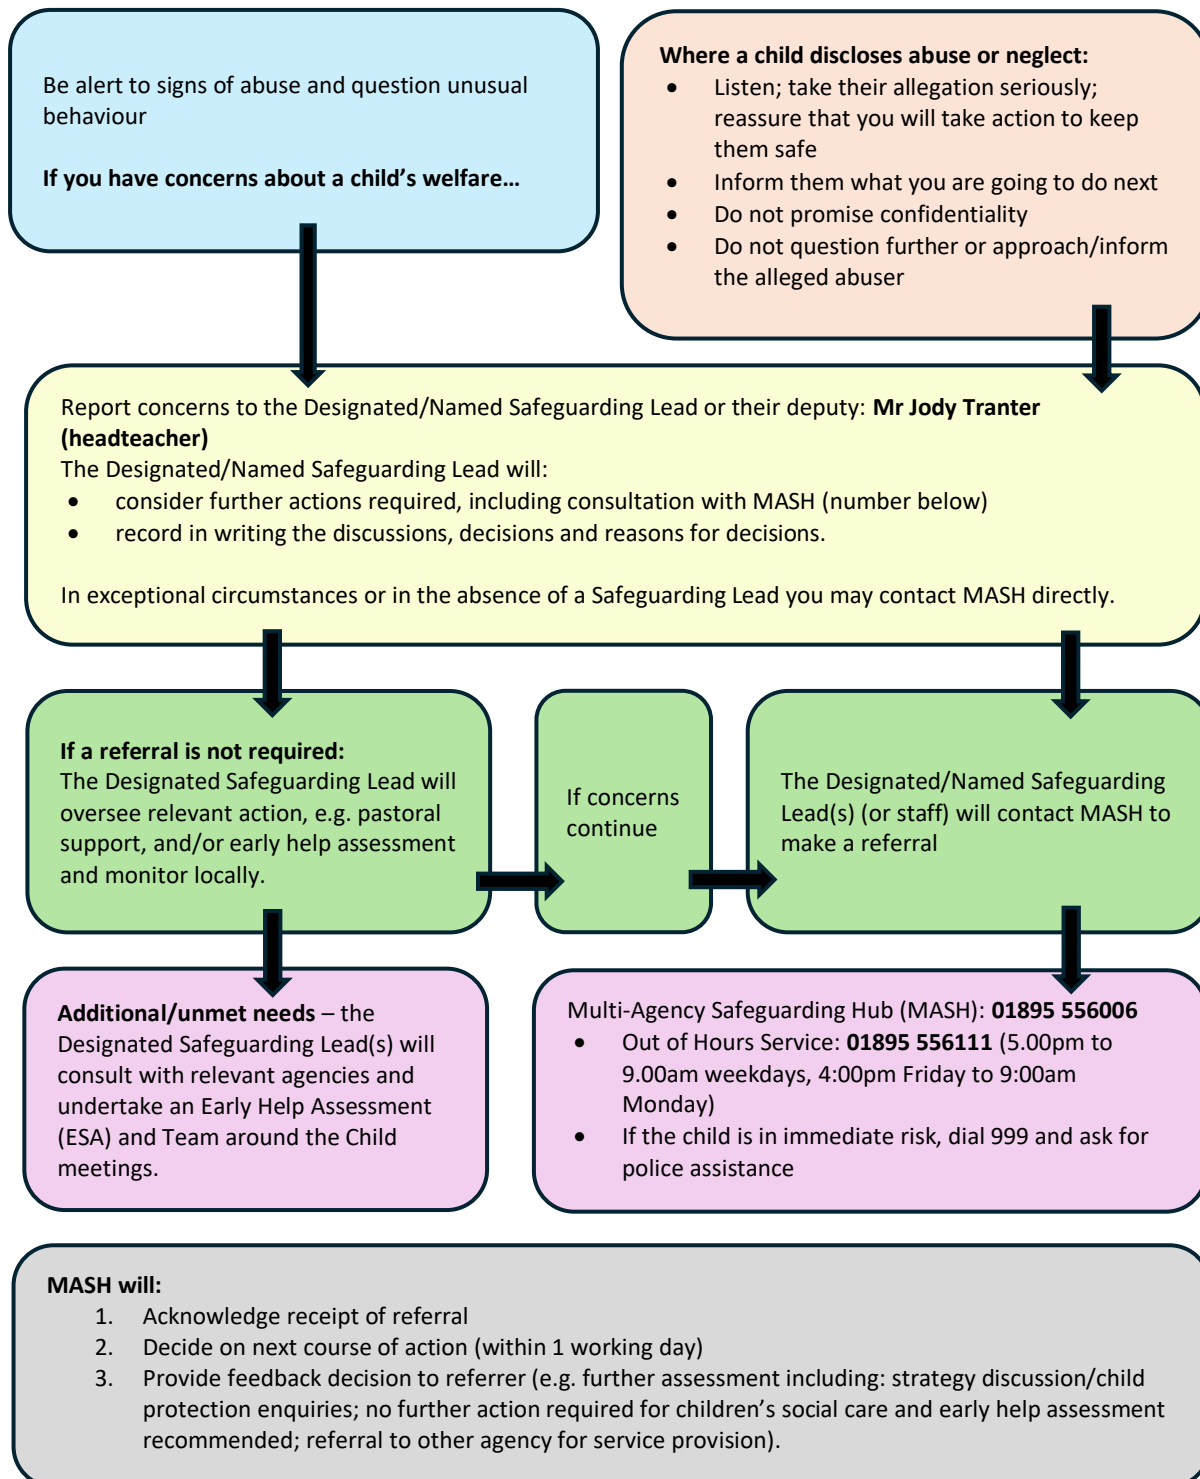 Be alert to signs of abuse and question unusual
behaviour
If you have concerns about a child’s welfare…
Where a child discloses abuse or neglect:
• Listen; take their allegation seriously;
reassure that you will take action to keep
them safe
• Inform them what you are going to do next
• Do not promise confidentiality
• Do not question further or approach/inform
the alleged abuser
Report concerns to the Designated/Named Safeguarding Lead or their deputy: Mr Jody Tranter
(headteacher)
The Designated/Named Safeguarding Lead will:
• consider further actions required, including consultation with MASH (number below)
• record in writing the discussions, decisions and reasons for decisions.
In exceptional circumstances or in the absence of a Safeguarding Lead you may contact MASH directly.
If a referral is not required:
The Designated Safeguarding Lead will
oversee relevant action, e.g. pastoral
support, and/or early help assessment
and monitor locally.
If concerns
continue
The Designated/Named Safeguarding
Lead(s) (or staff) will contact MASH to
make a referral
Additional/unmet needs – the
Designated Safeguarding Lead(s) will
consult with relevant agencies and
undertake an Early Help Assessment
(ESA) and Team around the Child
meetings.
Multi-Agency Safeguarding Hub (MASH): 01895 556006
• Out of Hours Service: 01895 556111 (5.00pm to
9.00am weekdays, 4:00pm Friday to 9:00am
Monday)
• If the child is in immediate risk, dial 999 and ask for
police assistance
MASH will:
1. Acknowledge receipt of referral
2. Decide on next course of action (within 1 working day)
3. Provide feedback decision to referrer (e.g. further assessment including: strategy discussion/child
protection enquiries; no further action required for children’s social care and early help assessment
recommended; referral to other agency for service provision).